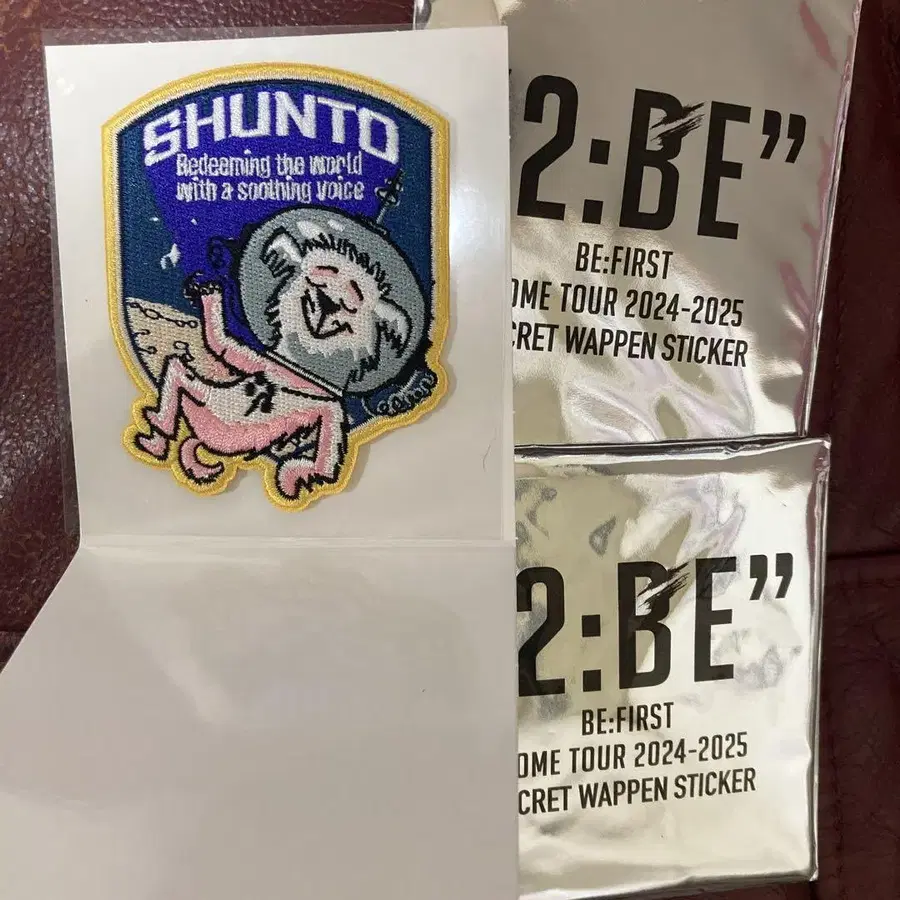 SHUNTO
Redeeming the world
with a soothing voice
2:BE”
BE:FIRST
OME TOUR 2024-2025
CRET WAPPEN STICKER
2:BE”
BE:FIRST
OME TOUR 2024-2025
CRET WAPPEN STICKER